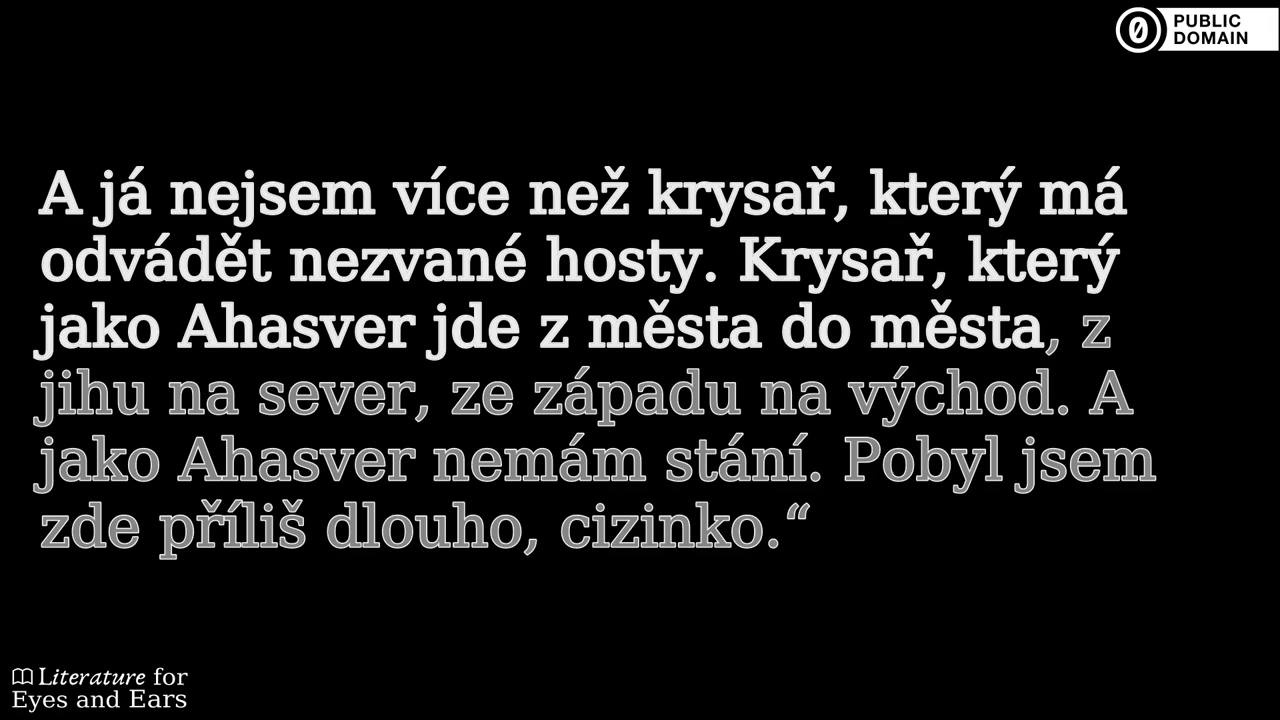 PUBLIC
DOMAIN
A já nejsem více než krysař, který má
odvádět nezvané hosty. Krysař, který
jako Ahasver jde z města do města, z
jihu na sever, ze západu na východ. A
jako Ahasver nemám stání. Pobyl jsem
zde příliš dlouho, cizinko.“
Literature for
Eyes and Ears